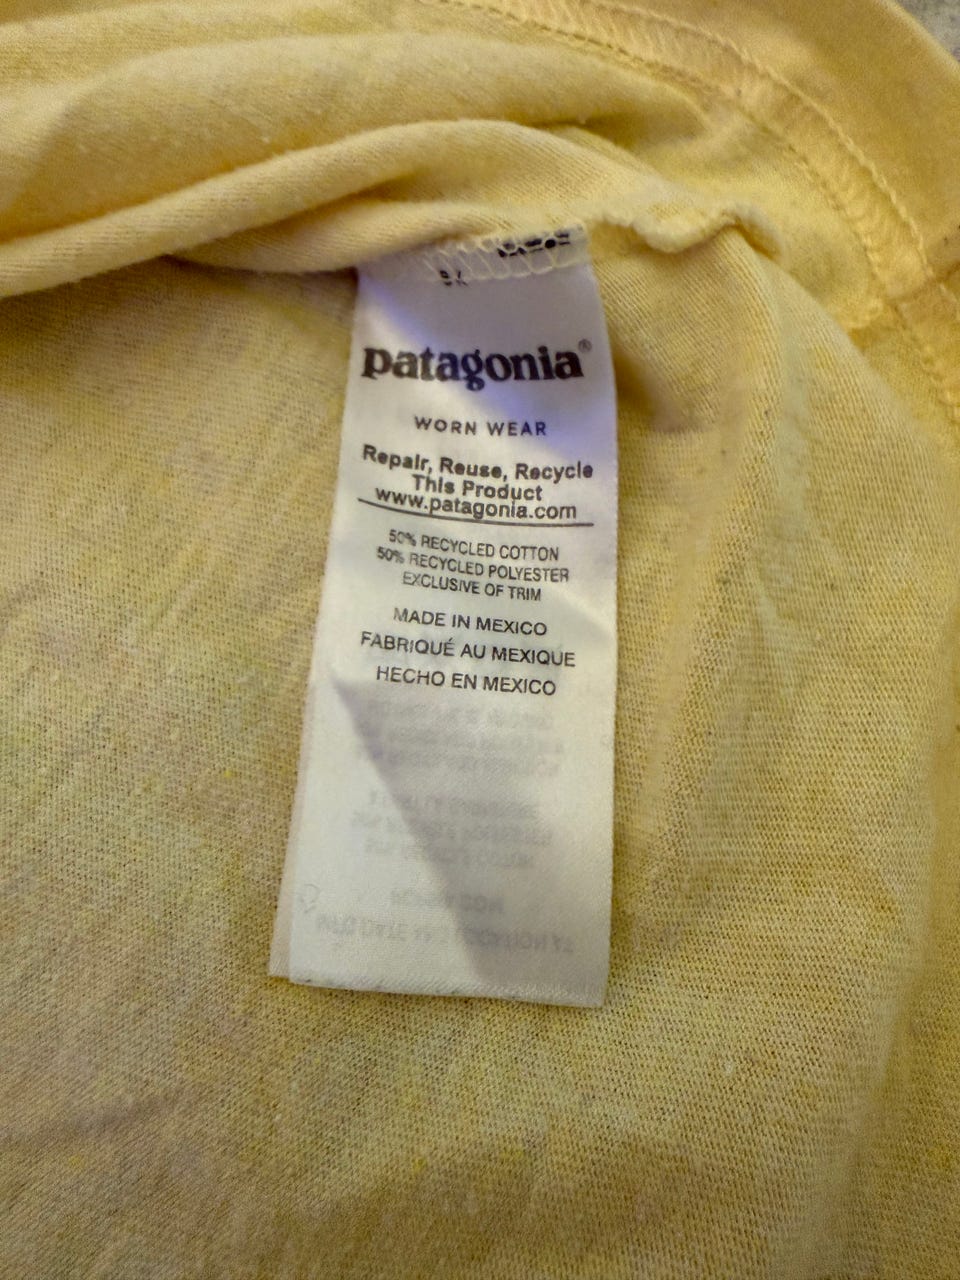 patagonia®
WORN WEAR
Repair, Reuse, Recycle
This Product
www.patagonia.com
50% RECYCLED COTTON
50% RECYCLED POLYESTER
EXCLUSIVE OF TRIM
MADE IN MEXICO
FABRIQUÉ AU MEXIQUE
HECHO EN MEXICO